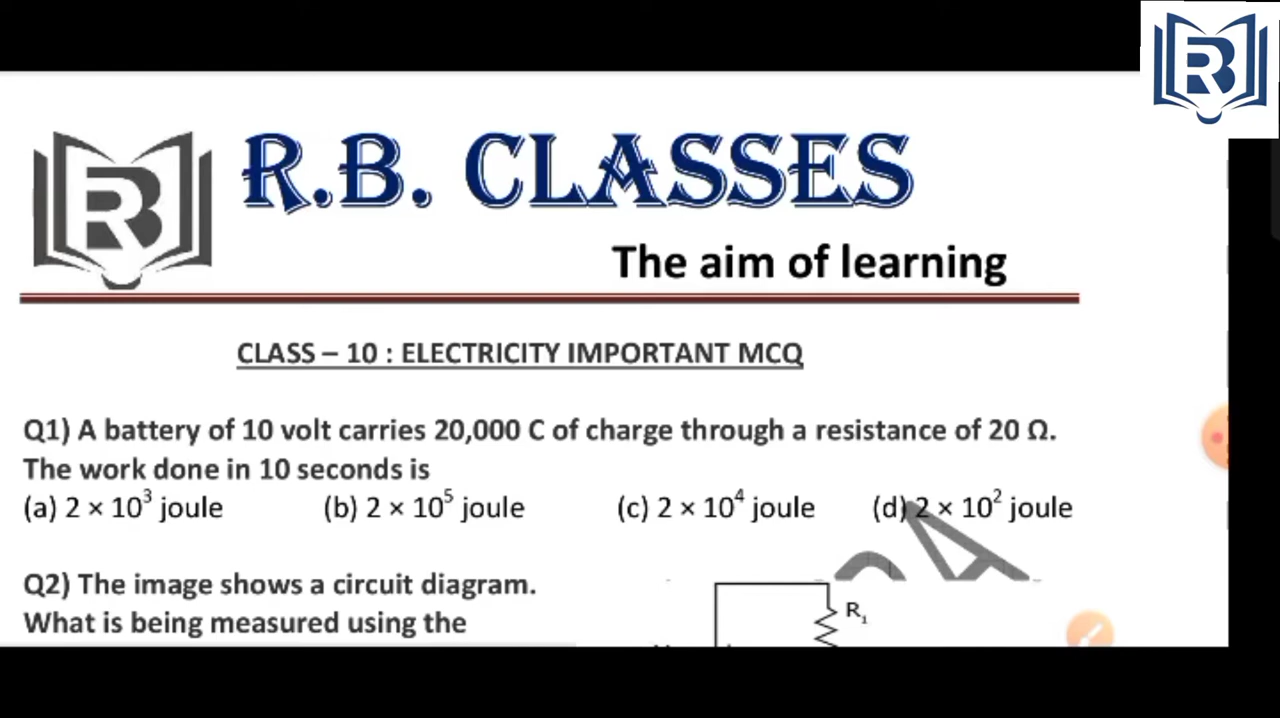 R.B. CLASSES
The aim of learning
CLASS – 10 : ELECTRICITY IMPORTANT MCQ
Q1) A battery of 10 volt carries 20,000 C of charge through a resistance of 20 Ω.
The work done in 10 seconds is
(a) 2 × 10³ joule (b) 2 × 10⁵ joule (c) 2 × 10⁴ joule (d) 2 × 10² joule
Q2) The image shows a circuit diagram.
What is being measured using the
R₁